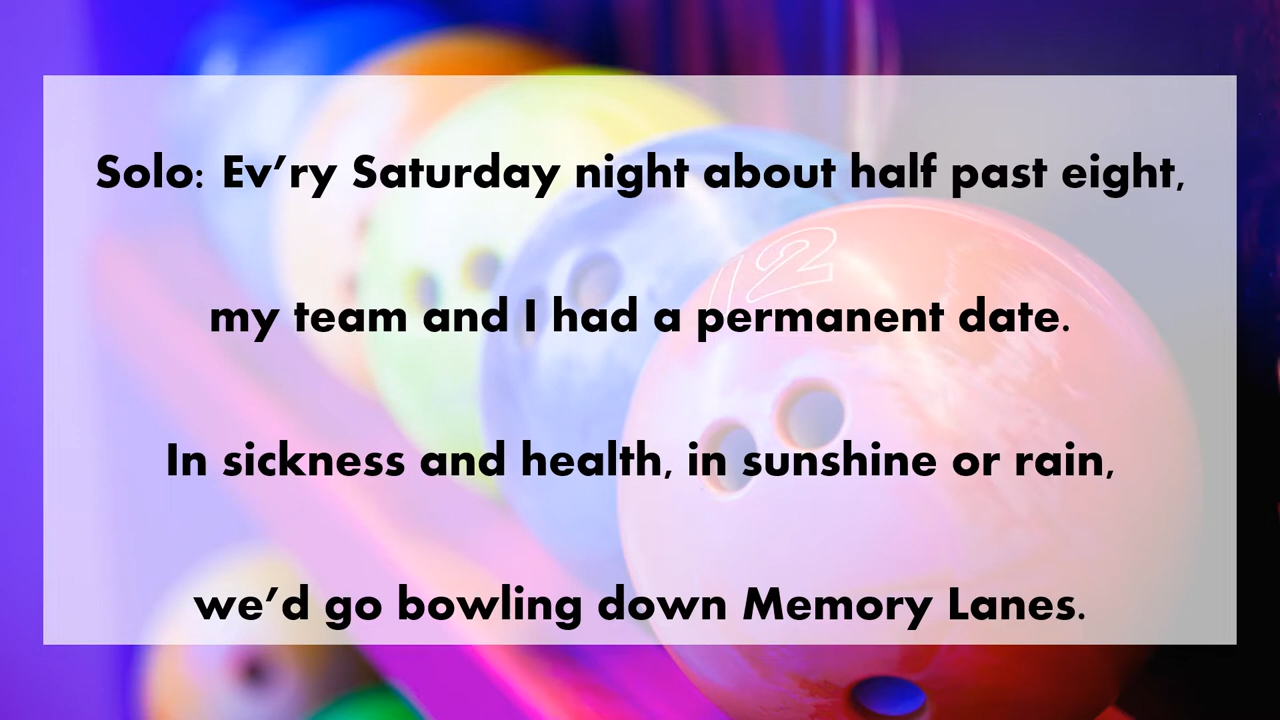 Solo: Ev’ry Saturday night about half past eight,
12
my team and I had a permanent date.
In sickness and health, in sunshine or rain,
we’d go bowling down Memory Lanes.